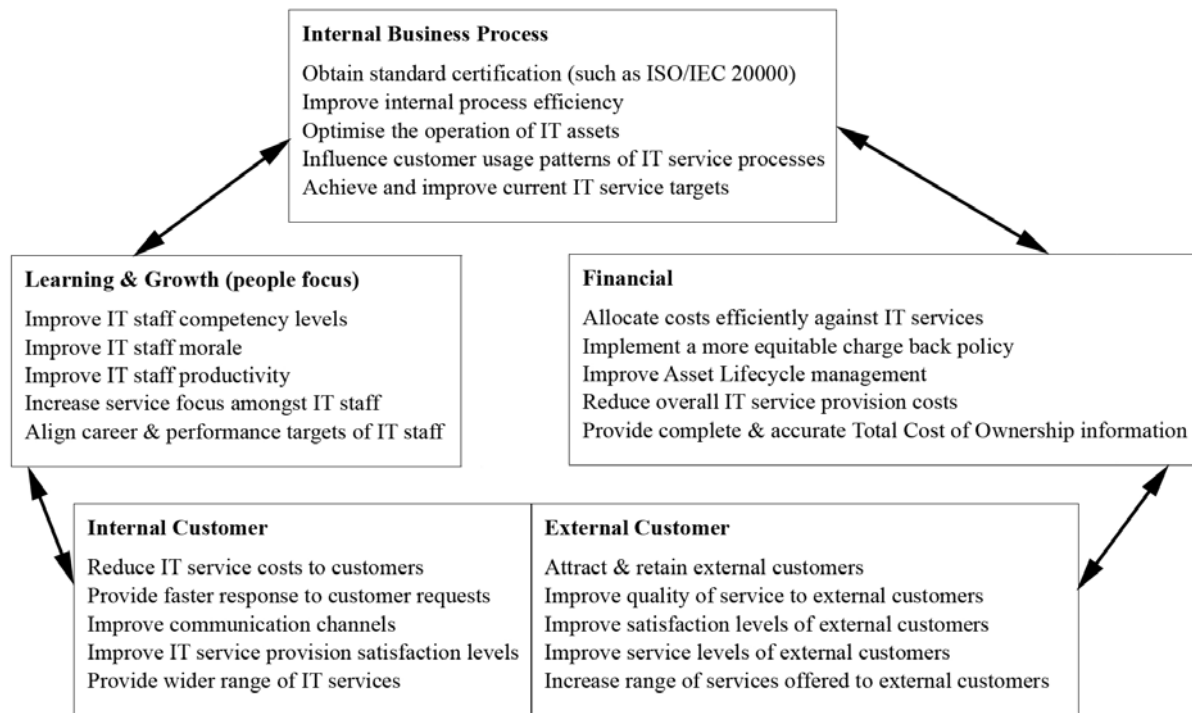 Internal Business Process
Obtain standard certification (such as ISO/IEC 20000)
Improve internal process efficiency
Optimise the operation of IT assets
Influence customer usage patterns of IT service processes
Achieve and improve current IT service targets
Learning & Growth (people focus)
Improve IT staff competency levels
Improve IT staff morale
Improve IT staff productivity
Increase service focus amongst IT staff
Align career & performance targets of IT staff
Financial
Allocate costs efficiently against IT services
Implement a more equitable charge back policy
Improve Asset Lifecycle management
Reduce overall IT service provision costs
Provide complete & accurate Total Cost of Ownership information
Internal Customer
Reduce IT service costs to customers
Provide faster response to customer requests
Improve communication channels
Improve IT service provision satisfaction levels
Provide wider range of IT services
External Customer
Attract & retain external customers
Improve quality of service to external customers
Improve satisfaction levels of external customers
Improve service levels of external customers
Increase range of services offered to external customers